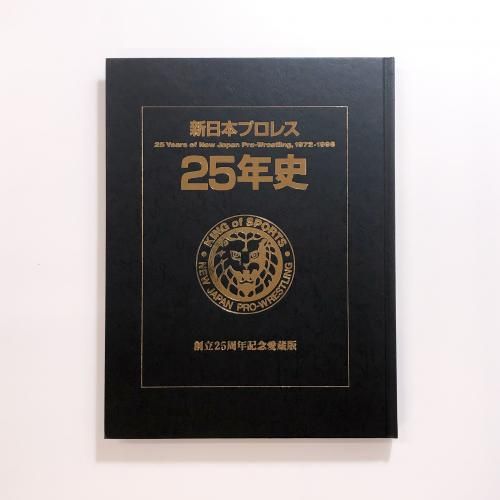 新日本プロレス
25 Years of New Japan Pro-Wrestling, 1972-1996
25年史
KING of SPORTS
NEW JAPAN PRO-WRESTLING
創立25周年記念愛蔵版